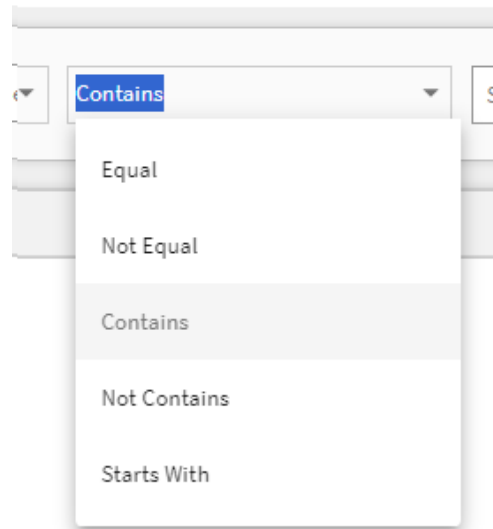 Contains
Equal
Not Equal
Contains
Not Contains
Starts With